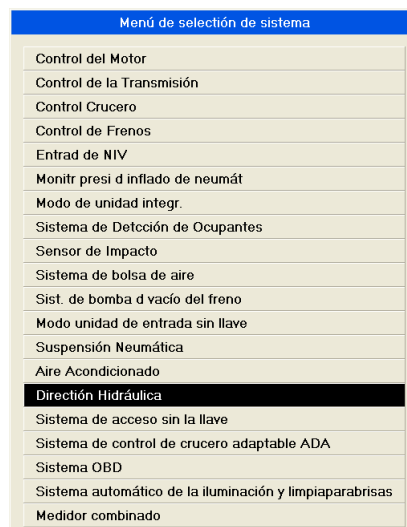 Menú de selectión de sistema
Control del Motor
Control de la Transmisión
Control Crucero
Control de Frenos
Entrad de NIV
Monitr presi d inflado de neumát
Modo de unidad integr.
Sistema de Detcción de Ocupantes
Sensor de Impacto
Sistema de bolsa de aire
Sist. de bomba d vacío del freno
Modo unidad de entrada sin llave
Suspensión Neumática
Aire Acondicionado
Directión Hidráulica
Sistema de acceso sin la llave
Sistema de control de crucero adaptable ADA
Sistema OBD
Sistema automático de la iluminación y limpiaparabrisas
Medidor combinado